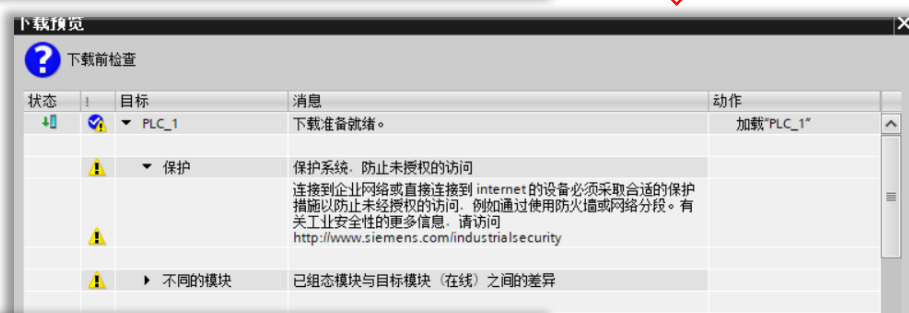 下载预览
下载前检查
状态 ! 目标 消息 动作
PLC_1 下载准备就绪。 加载"PLC_1"
保护 保护系统，防止未授权的访问
连接到企业网络或直接连接到 internet 的设备必须采取合适的保护
措施以防止未经授权的访问，例如通过使用防火墙或网络分段。有
关工业安全性的更多信息，请访问
http://www.siemens.com/industrialsecurity
不同的模块 已组态模块与目标模块（在线）之间的差异